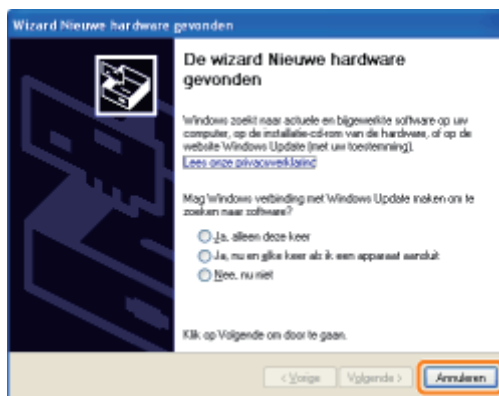 Wizard Nieuwe hardware gevonden
De wizard Nieuwe hardware
gevonden
Windows zoekt naar actuele en bijgewerkte software op uw
computer, op de installatie-cd-rom van de hardware, of op de
website Windows Update (met uw toestemming).
Lees onze privacyverklaring
Mag Windows verbinding met Windows Update maken om te
zoeken naar software?
Ja, alleen deze keer
Ja, nu en elke keer als ik een apparaat aansluit
Nee, nu niet
Klik op Volgende om door te gaan.
< Vorige
Volgende >
Annuleren